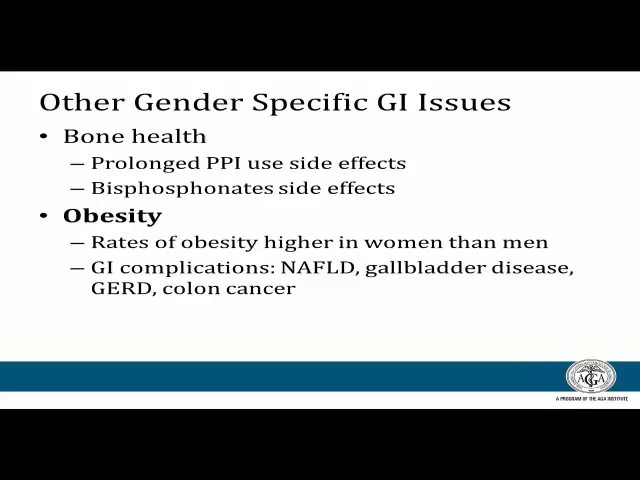 Other Gender Specific GI Issues
• Bone health
– Prolonged PPI use side effects
– Bisphosphonates side effects
• Obesity
– Rates of obesity higher in women than men
– GI complications: NAFLD, gallbladder disease,
GERD, colon cancer
AGA
A PROGRAM OF THE AGA INSTITUTE